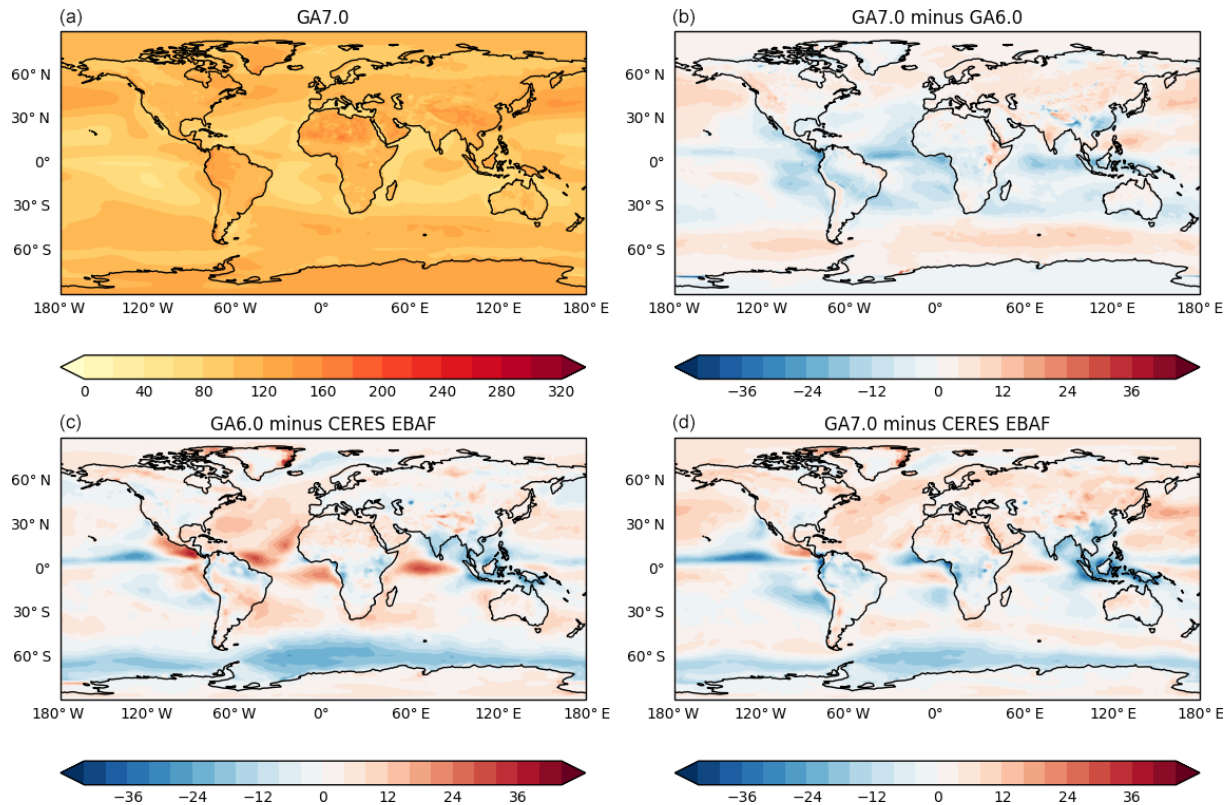 (a) GA7.0
(b) GA7.0 minus GA6.0
60° N
30° N
0°
30° S
60° S
180° W 120° W 60° W 0° 60° E 120° E 180° E
60° N
30° N
0°
30° S
60° S
180° W 120° W 60° W 0° 60° E 120° E 180° E
0 40 80 120 160 200 240 280 320
−36 −24 −12 0 12 24 36
(c) GA6.0 minus CERES EBAF
(d) GA7.0 minus CERES EBAF
60° N
30° N
0°
30° S
60° S
180° W 120° W 60° W 0° 60° E 120° E 180° E
60° N
30° N
0°
30° S
60° S
180° W 120° W 60° W 0° 60° E 120° E 180° E
−36 −24 −12 0 12 24 36
−36 −24 −12 0 12 24 36